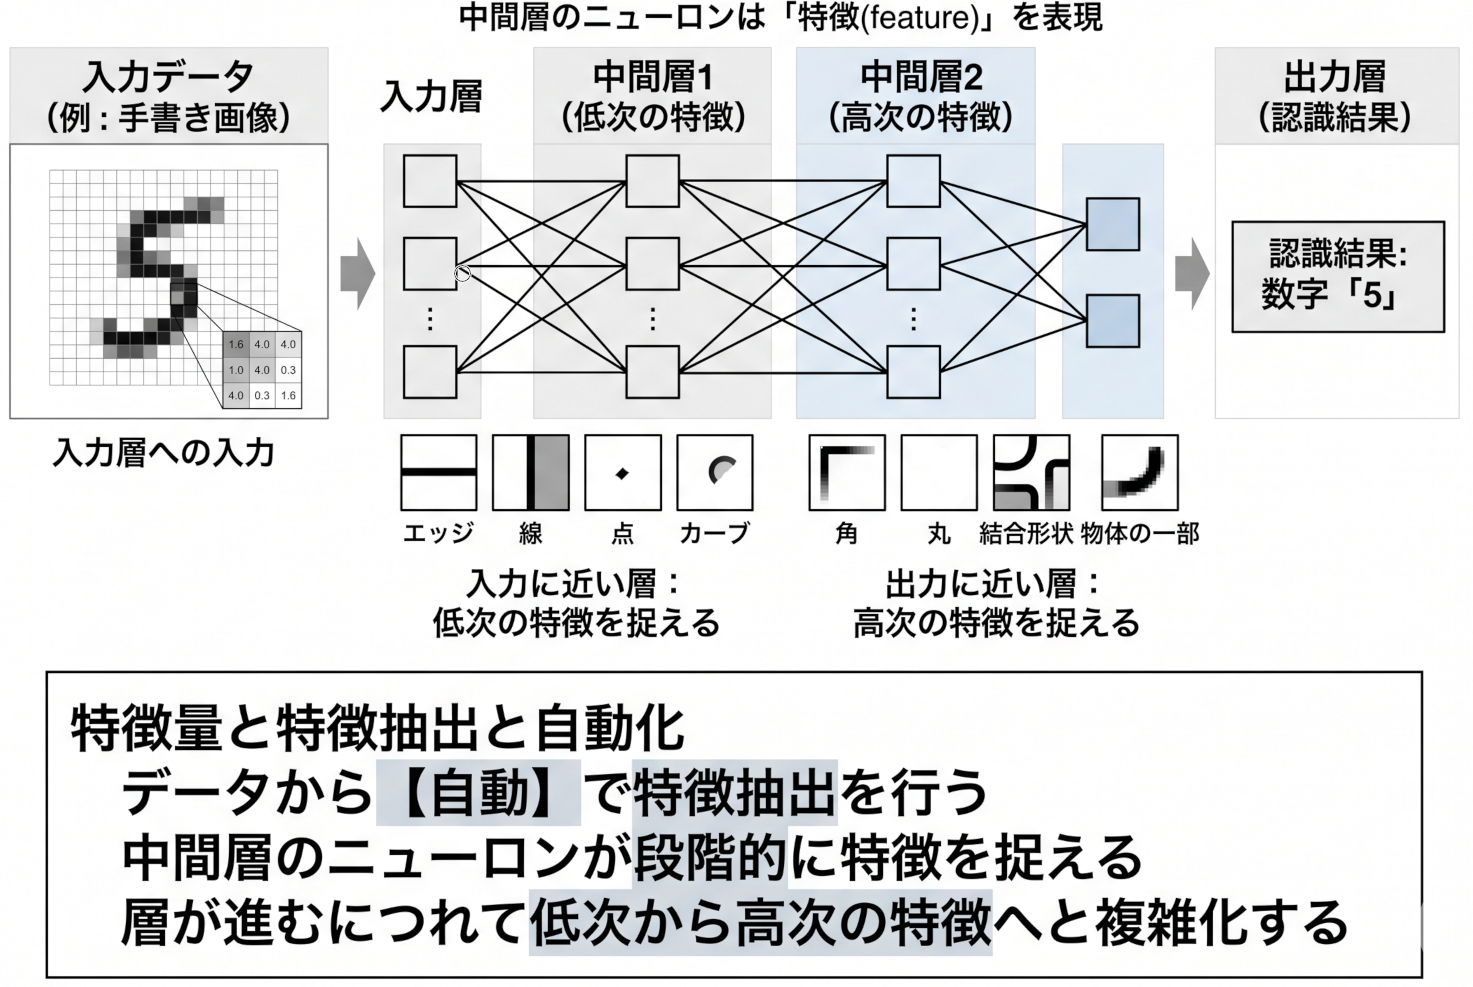 中間層のニューロンは「特徴(feature)」を表現
入力データ
(例 : 手書き画像)
入力層
中間層1
(低次の特徴)
中間層2
(高次の特徴)
出力層
(認識結果)
1.6 4.0 4.0
1.0 4.0 0.3
4.0 0.3 1.6
⋮ ⋮ ⋮
認識結果:
数字「5」
入力層への入力
エッジ 線 点 カーブ 角 丸 結合形状 物体の一部
入力に近い層：
低次の特徴を捉える
出力に近い層：
高次の特徴を捉える
特徴量と特徴抽出と自動化
データから【自動】で特徴抽出を行う
中間層のニューロンが段階的に特徴を捉える
層が進むにつれて低次から高次の特徴へと複雑化する